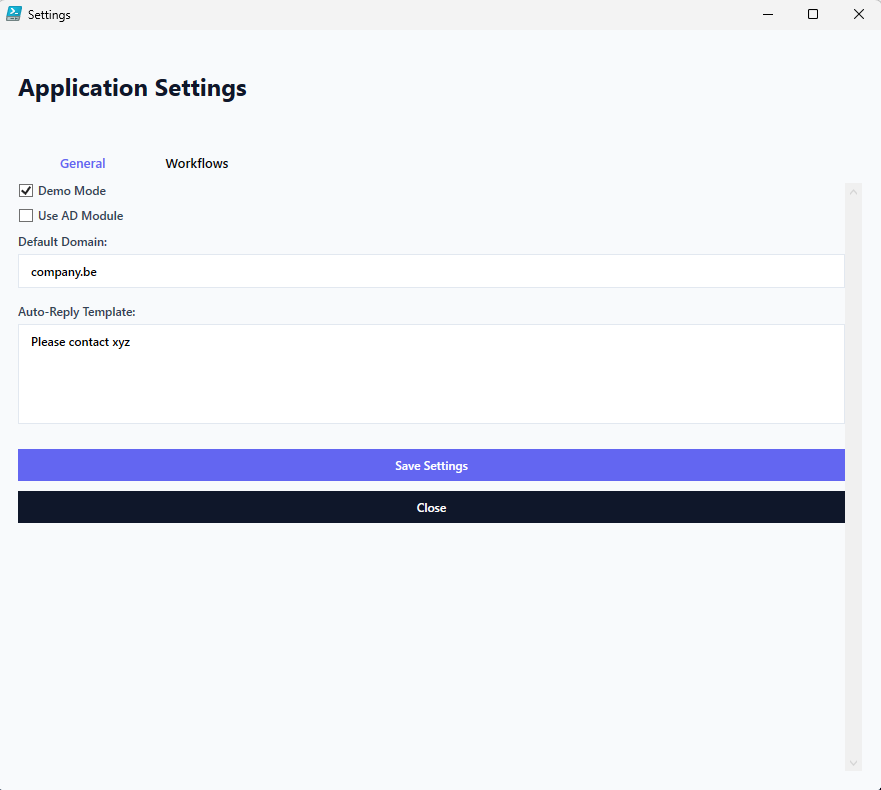 Settings
Application Settings
General Workflows
Demo Mode
Use AD Module
Default Domain:
company.be
Auto-Reply Template:
Please contact xyz
Save Settings
Close